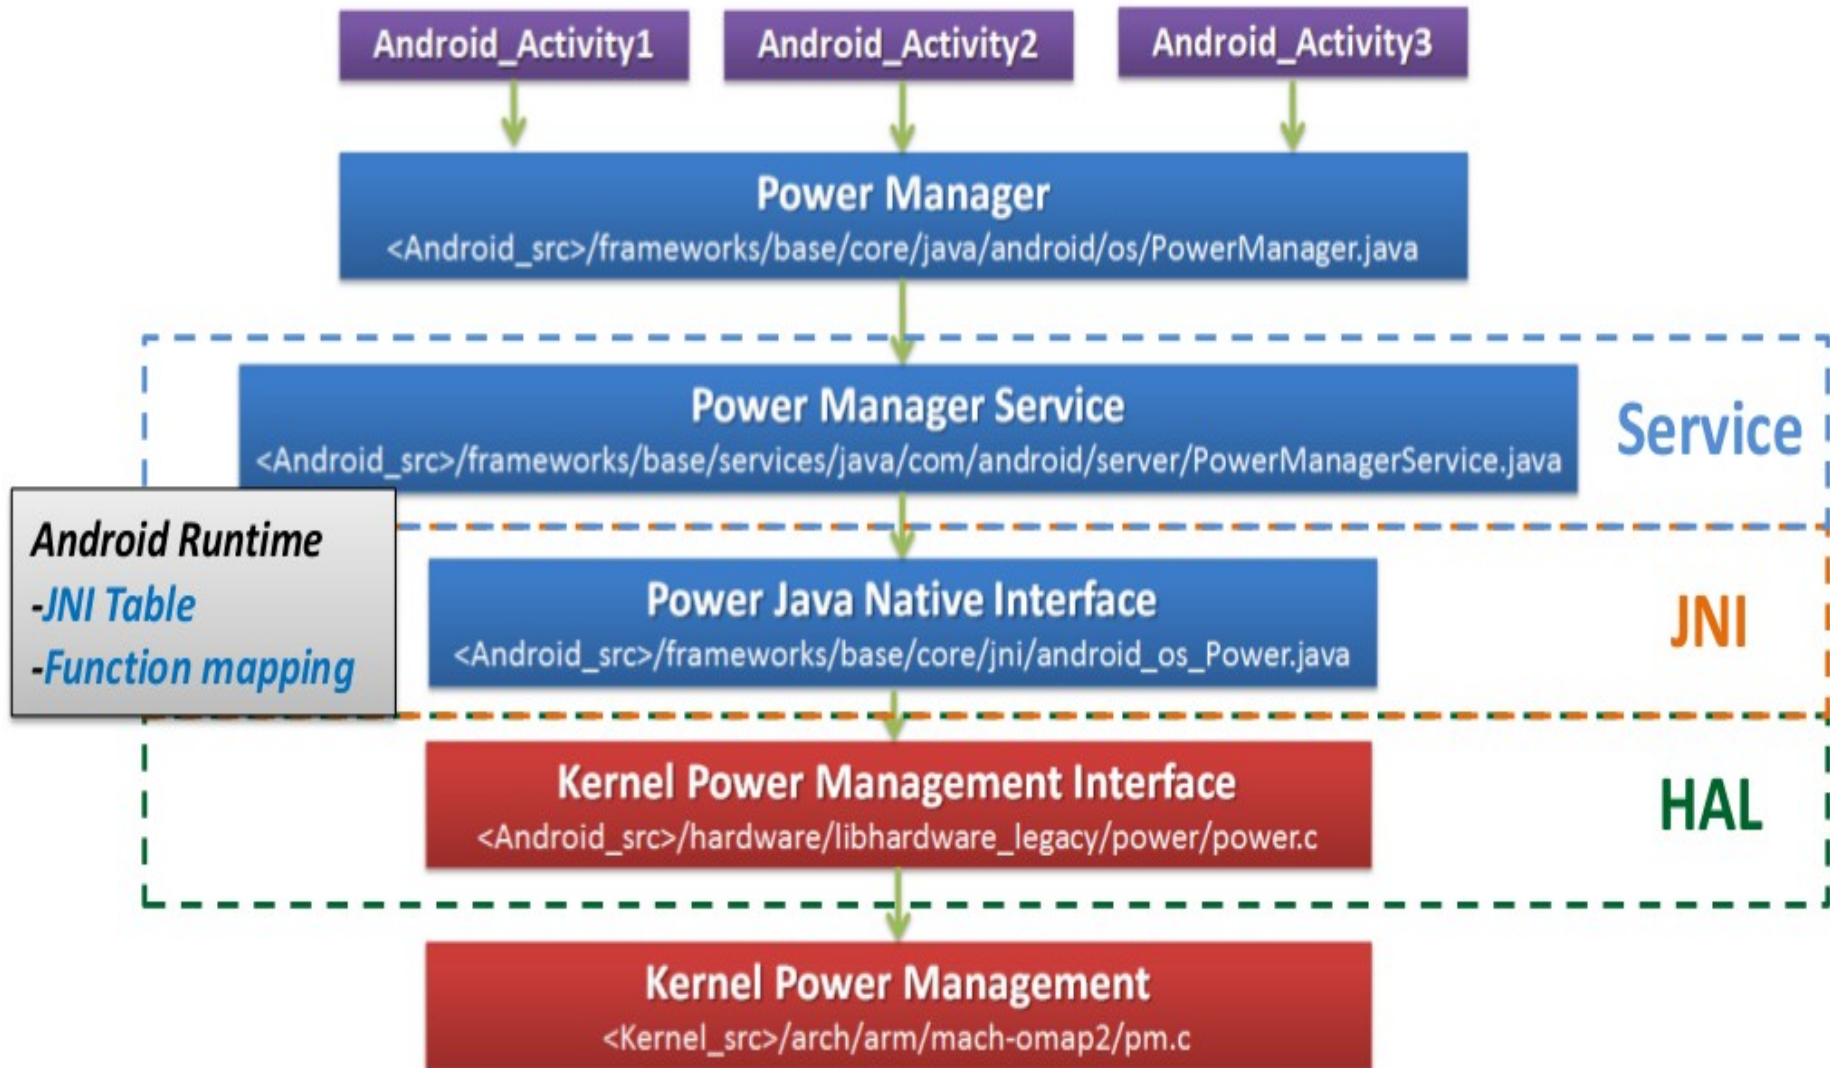 Android_Activity1
Android_Activity2
Android_Activity3
Power Manager
<Android_src>/frameworks/base/core/java/android/os/PowerManager.java
Power Manager Service
<Android_src>/frameworks/base/services/java/com/android/server/PowerManagerService.java
Service
Android Runtime
-JNI Table
-Function mapping
Power Java Native Interface
<Android_src>/frameworks/base/core/jni/android_os_Power.java
JNI
Kernel Power Management Interface
<Android_src>/hardware/libhardware_legacy/power/power.c
HAL
Kernel Power Management
<Kernel_src>/arch/arm/mach-omap2/pm.c